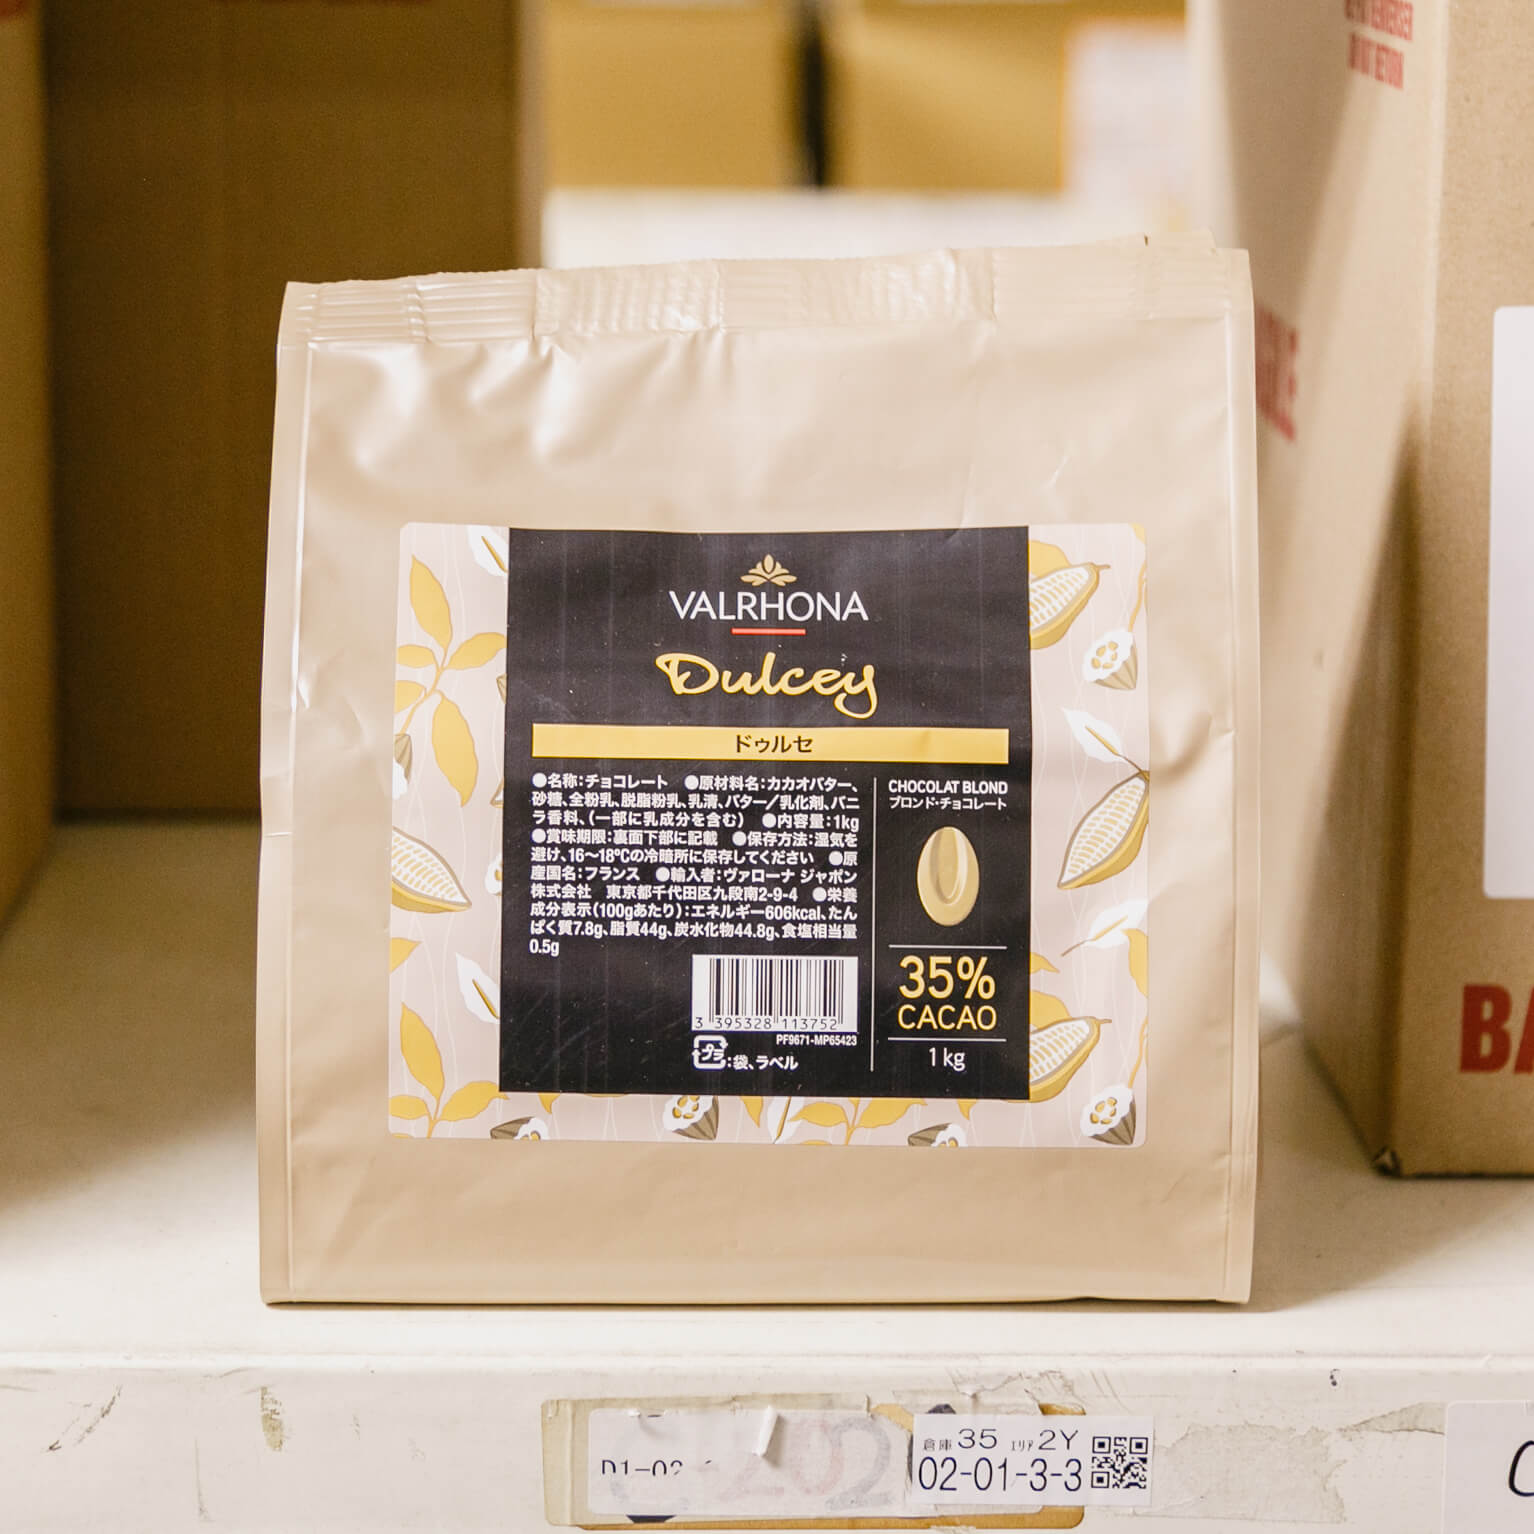 DO NOT RETURN
VALRHONA
Dulcey
ドゥルセ
●名称:チョコレート ●原材料名:カカオバター、
砂糖、全粉乳、脱脂粉乳、乳清、バター/乳化剤、バニ
ラ香料、(一部に乳成分を含む) ●内容量:1kg
●賞味期限:裏面下部に記載 ●保存方法:湿気を
避け、16〜18℃の冷暗所に保存してください ●原
産国名:フランス ●輸入者:ヴァローナ ジャポン
株式会社 東京都千代田区九段南2-9-4 ●栄養
成分表示(100gあたり):エネルギー606kcal、たん
ぱく質7.8g、脂質44g、炭水化物44.8g、食塩相当量
0.5g
3 395328 113752
PF9671-MP65423
プラ:袋、ラベル
CHOCOLAT BLOND
ブロンド・チョコレート
35%
CACAO
1kg
BA
倉庫35 エリア2Y
02-01-3-3